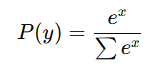 P(y) = e^x / ∑ e^x